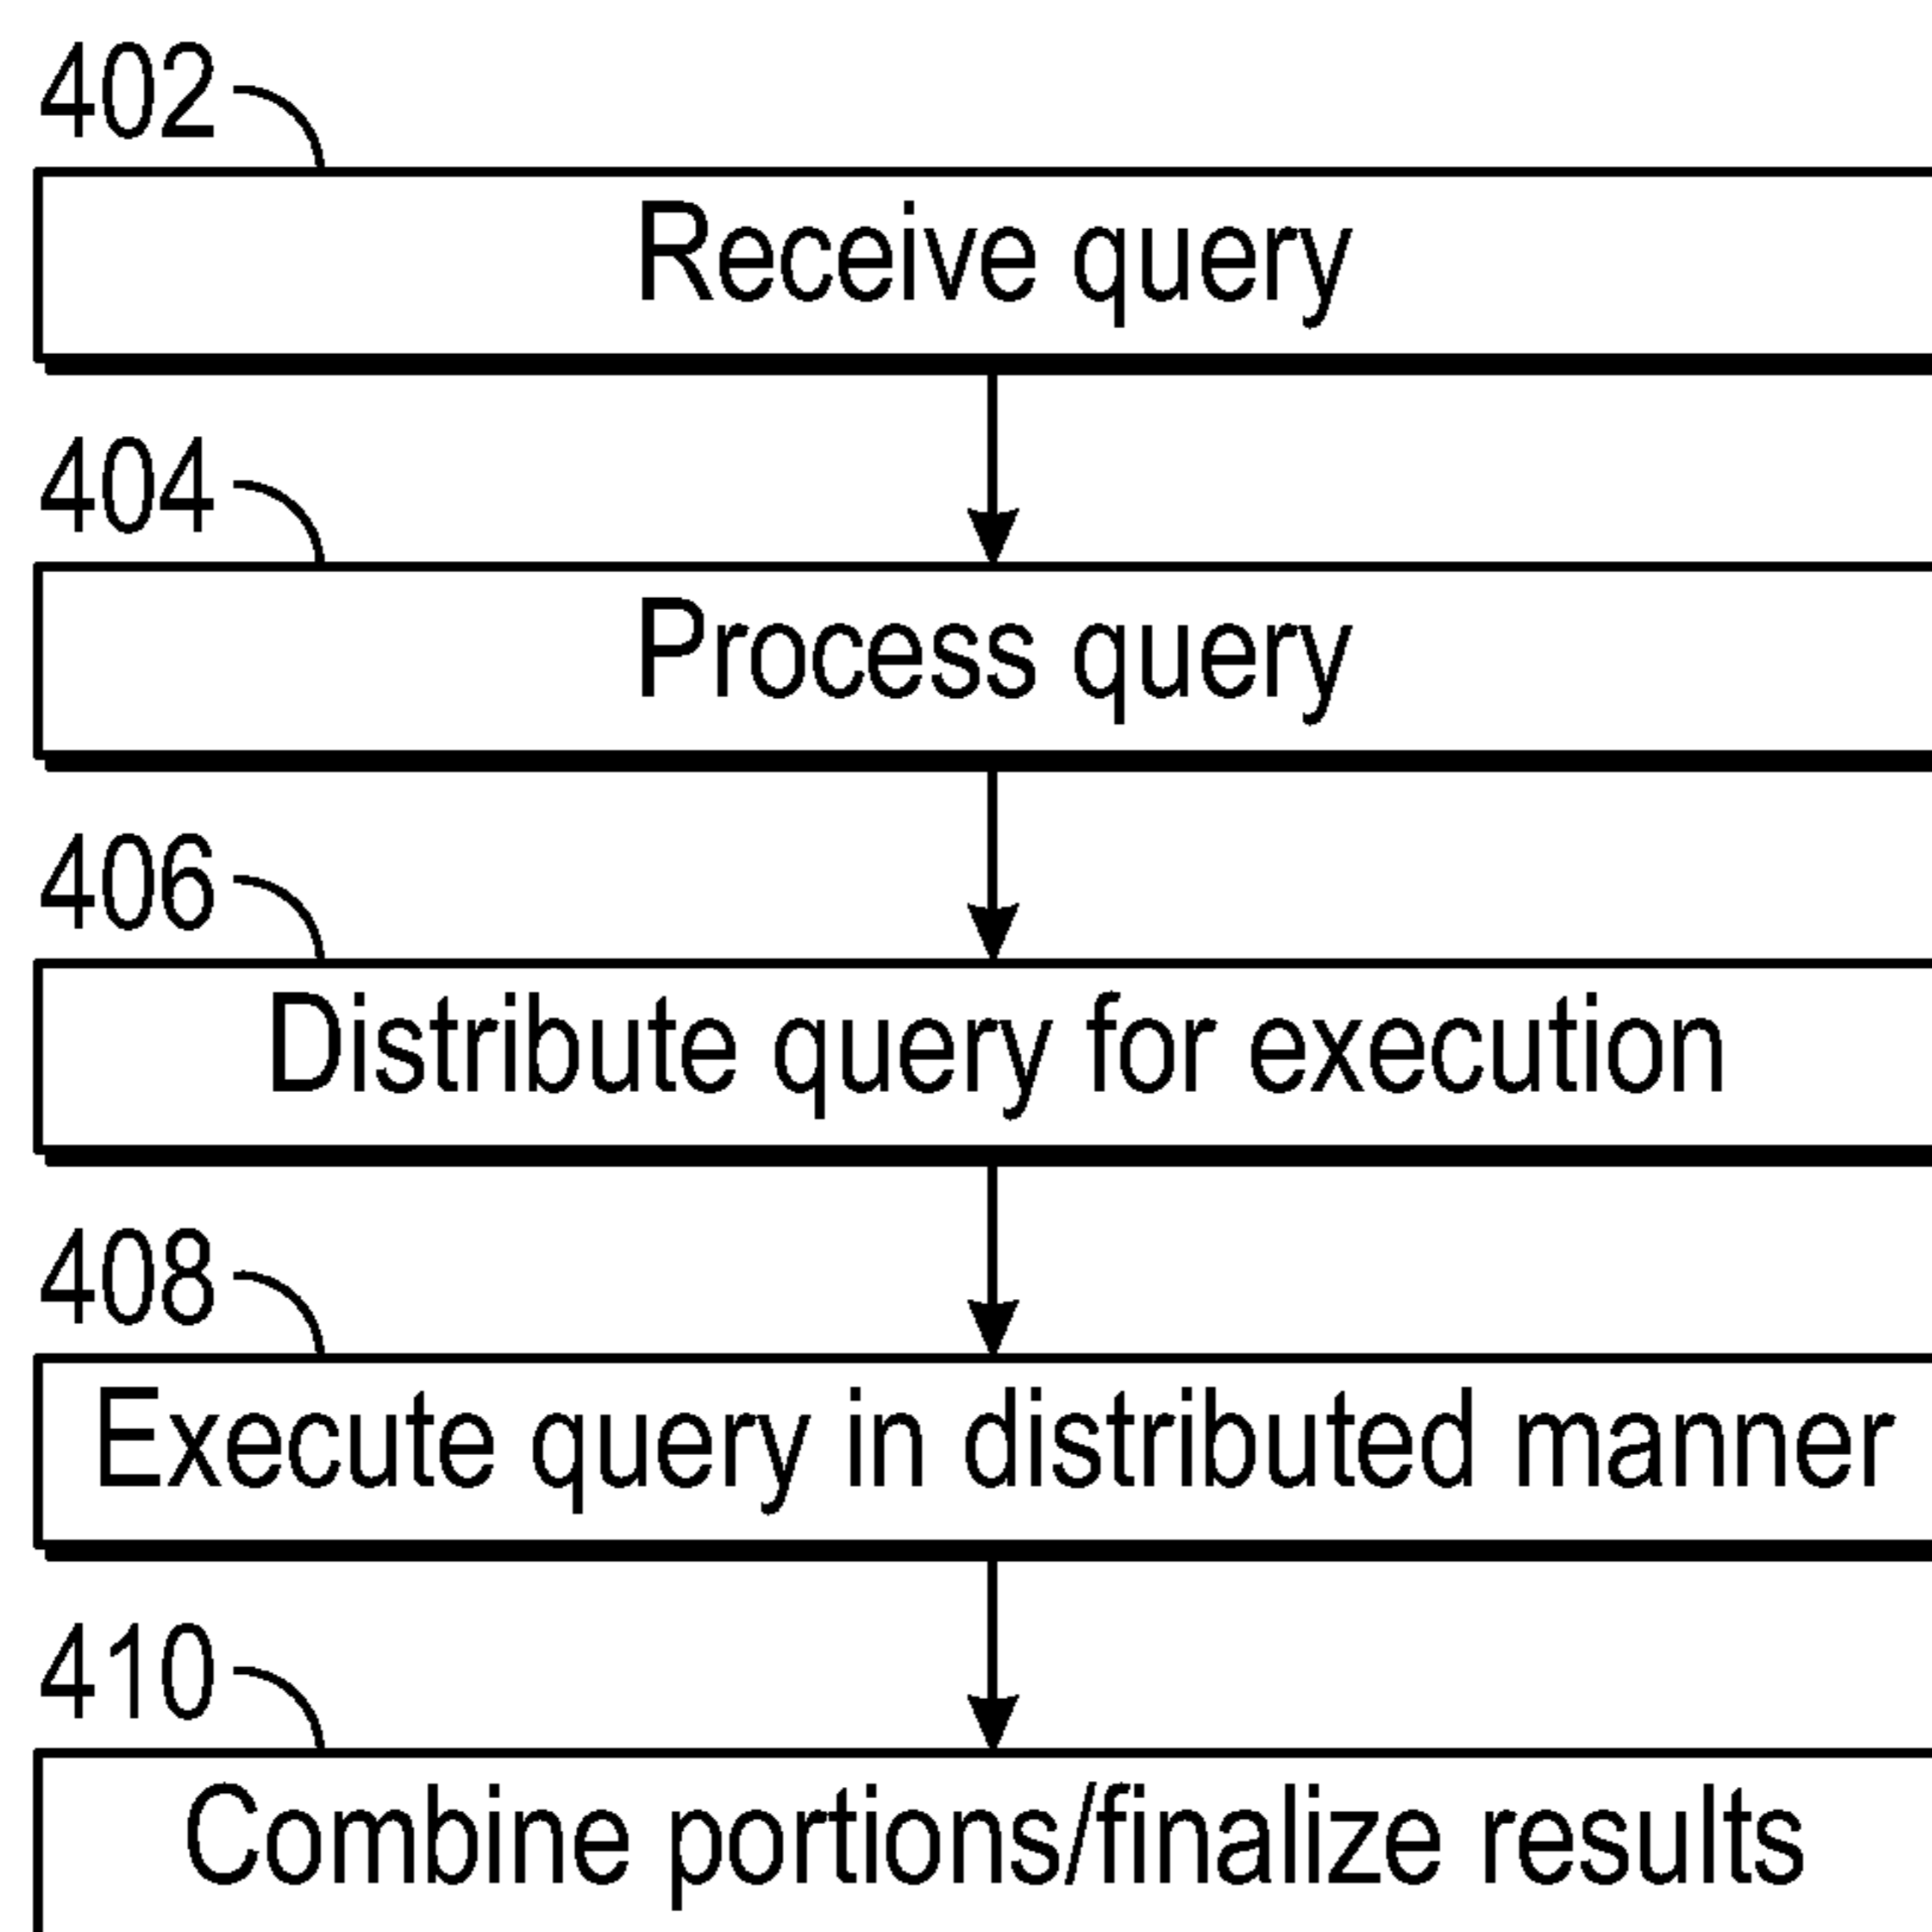 402
Receive query
404
Process query
406
Distribute query for execution
408
Execute query in distributed manner
410
Combine portions/finalize results